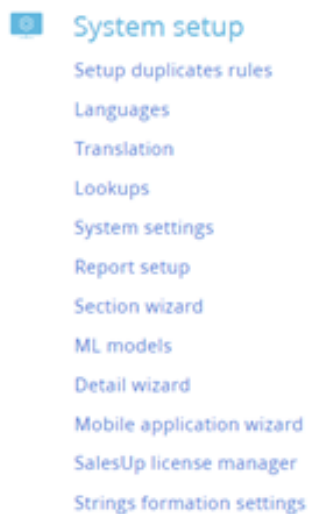 System setup
Setup duplicates rules
Languages
Translation
Lookups
System settings
Report setup
Section wizard
ML models
Detail wizard
Mobile application wizard
SalesUp license manager
Strings formation settings